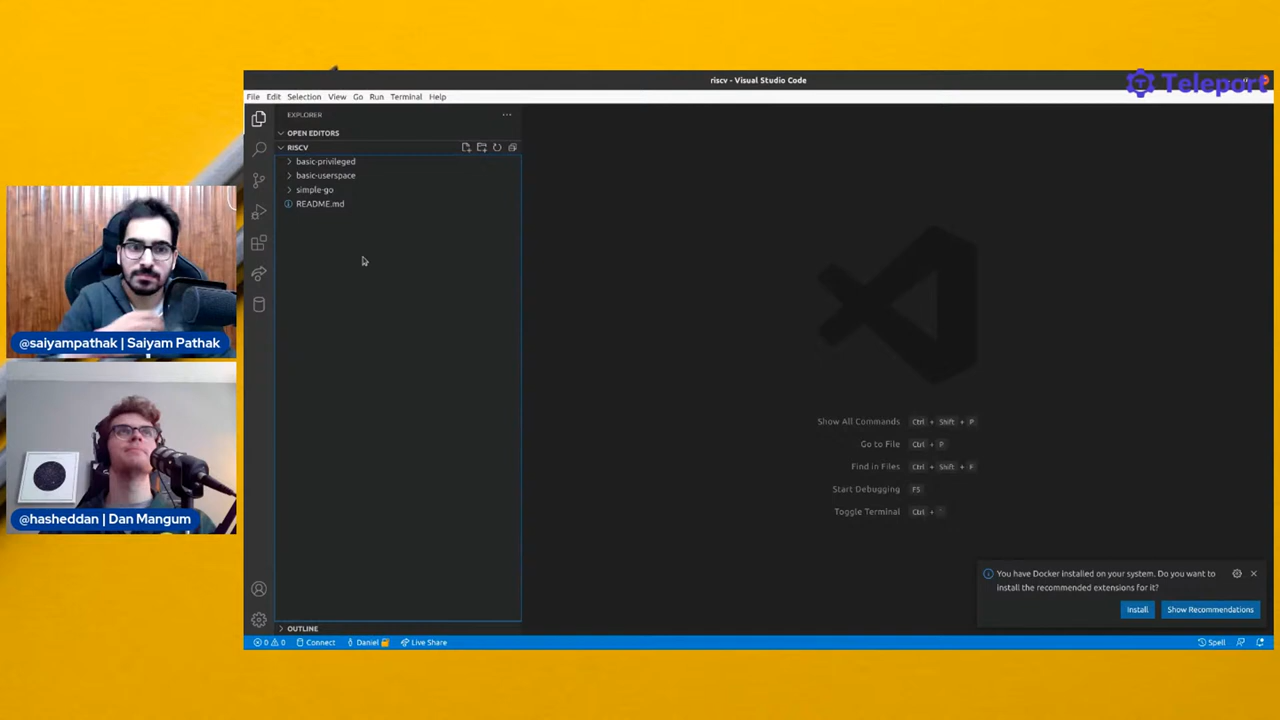 riscv - Visual Studio Code
Teleport
File Edit Selection View Go Run Terminal Help
EXPLORER
OPEN EDITORS
RISCV
basic-privileged
basic-userspace
simple-go
README.md
Show All Commands Ctrl + Shift + P
Go to File Ctrl + P
Find in Files Ctrl + Shift + F
Start Debugging F5
Toggle Terminal Ctrl + `
@saiyampathak | Saiyam Pathak
@hasheddan | Dan Mangum
You have Docker installed on your system. Do you want to
install the recommended extensions for it?
Install Show Recommendations
OUTLINE
0 0 Connect Daniel Live Share Spell